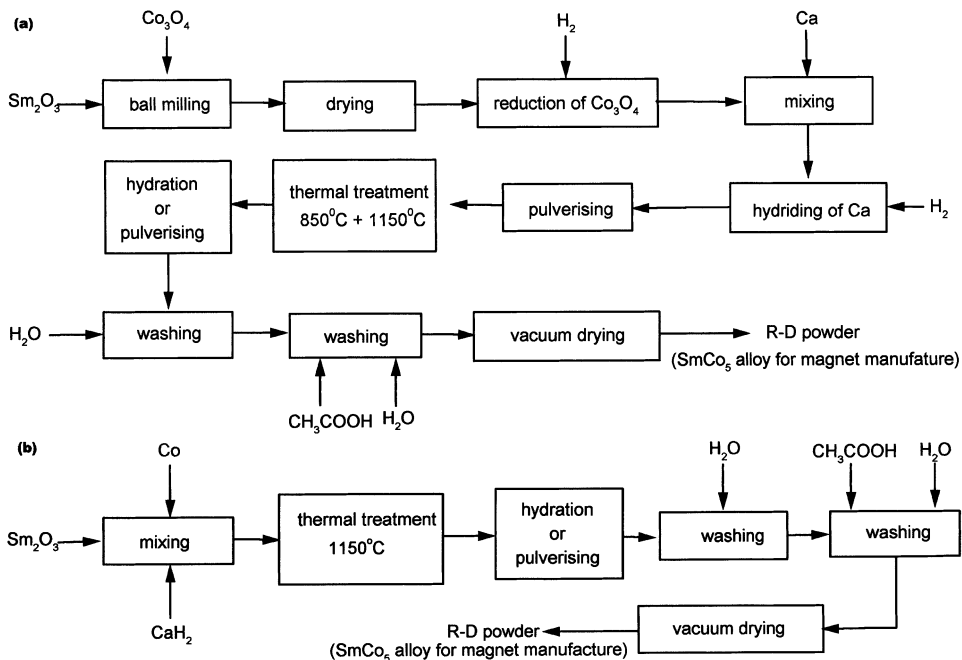 (a)
Co₃O₄
H₂
Ca
Sm₂O₃
ball milling
drying
reduction of Co₃O₄
mixing
hydration
or
pulverising
thermal treatment
850⁰C + 1150⁰C
pulverising
hydriding of Ca
H₂
H₂O
washing
washing
vacuum drying
R-D powder
(SmCo₅ alloy for magnet manufature)
CH₃COOH
H₂O
(b)
Co
H₂O
CH₃COOH
H₂O
Sm₂O₃
mixing
thermal treatment
1150°C
hydration
or
pulverising
washing
washing
CaH₂
R-D powder
(SmCo₅ alloy for magnet manufacture)
vacuum drying